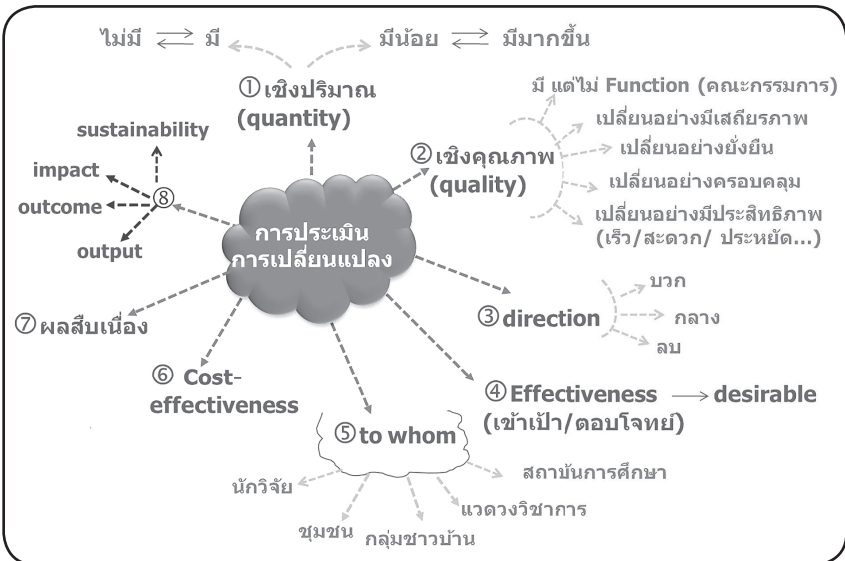 ไม่มี ⇌ มี
มีน้อย ⇌ มีมากขึ้น
① เชิงปริมาณ
(quantity)
② เชิงคุณภาพ
(quality)
มี แต่ไม่ Function (คณะกรรมการ)
เปลี่ยนอย่างมีเสถียรภาพ
เปลี่ยนอย่างยั่งยืน
เปลี่ยนอย่างครอบคลุม
เปลี่ยนอย่างมีประสิทธิภาพ
(เร็ว/สะดวก/ ประหยัด...)
การประเมิน
การเปลี่ยนแปลง
③ direction
บวก
กลาง
ลบ
④ Effectiveness → desirable
(เข้าเป้า/ตอบโจทย์)
⑤ to whom
นักวิจัย
ชุมชน
กลุ่มชาวบ้าน
แวดวงวิชาการ
สถาบันการศึกษา
⑥ Cost-
effectiveness
⑦ ผลสืบเนื่อง
⑧
sustainability
impact
outcome
output